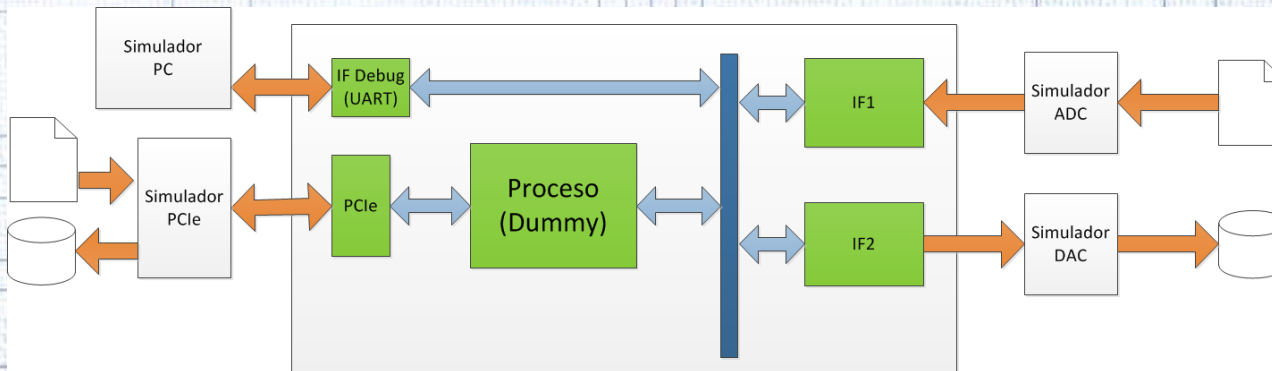 Simulador
PC
IF Debug
(UART)
IF1
Simulador
ADC
Simulador
PCIe
PCIe
Proceso
(Dummy)
IF2
Simulador
DAC